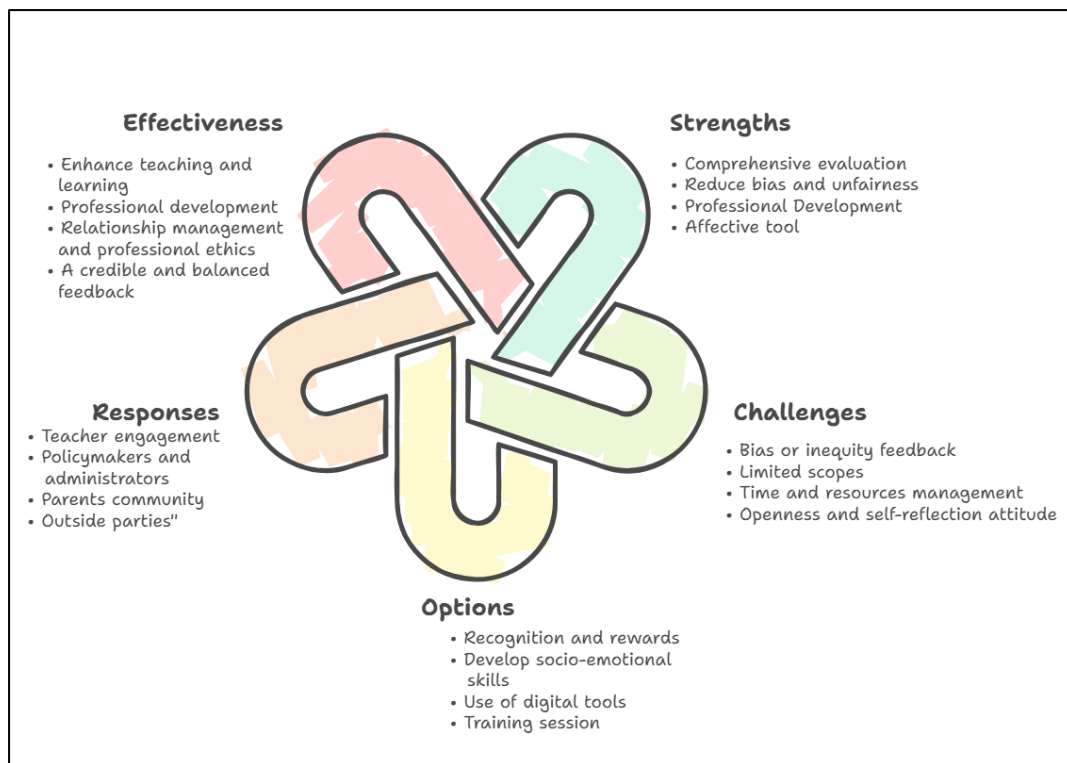 Effectiveness
• Enhance teaching and
learning
• Professional development
• Relationship management
and professional ethics
• A credible and balanced
feedback
Strengths
• Comprehensive evaluation
• Reduce bias and unfairness
• Professional Development
• Affective tool
Responses
• Teacher engagement
• Policymakers and
administrators
• Parents community
• Outside parties"
Challenges
• Bias or inequity feedback
• Limited scopes
• Time and resources management
• Openness and self-reflection attitude
Options
• Recognition and rewards
• Develop socio-emotional
skills
• Use of digital tools
• Training session